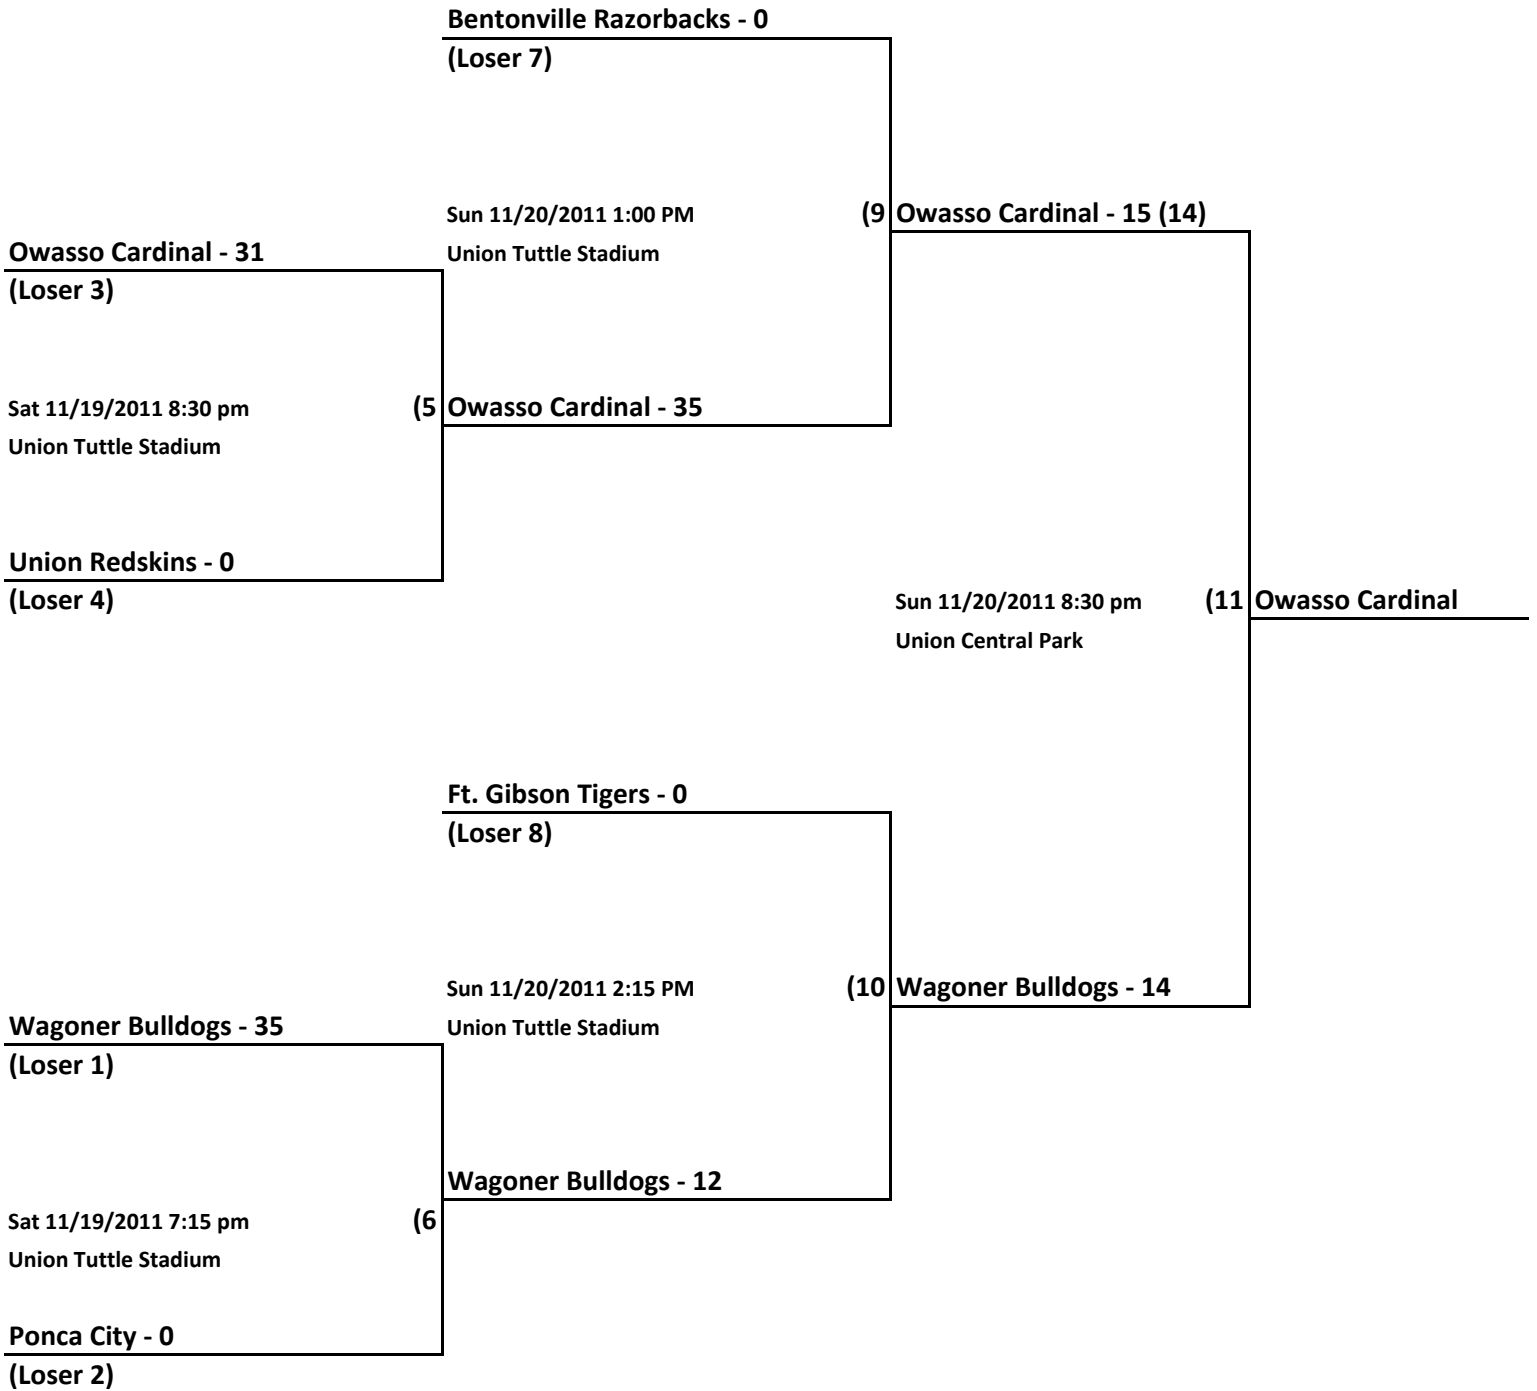 Bentonville Razorbacks - 0
(Loser 7)
Sun 11/20/2011 1:00 PM
(9 Owasso Cardinal - 15 (14)
Owasso Cardinal - 31
Union Tuttle Stadium
(Loser 3)
Sat 11/19/2011 8:30 pm
(5 Owasso Cardinal - 35
Union Tuttle Stadium
Union Redskins - 0
(Loser 4)
Sun 11/20/2011 8:30 pm
(11 Owasso Cardinal
Union Central Park
Ft. Gibson Tigers - 0
(Loser 8)
Sun 11/20/2011 2:15 PM
(10 Wagoner Bulldogs - 14
Wagoner Bulldogs - 35
Union Tuttle Stadium
(Loser 1)
Wagoner Bulldogs - 12
Sat 11/19/2011 7:15 pm
(6
Union Tuttle Stadium
Ponca City - 0
(Loser 2)